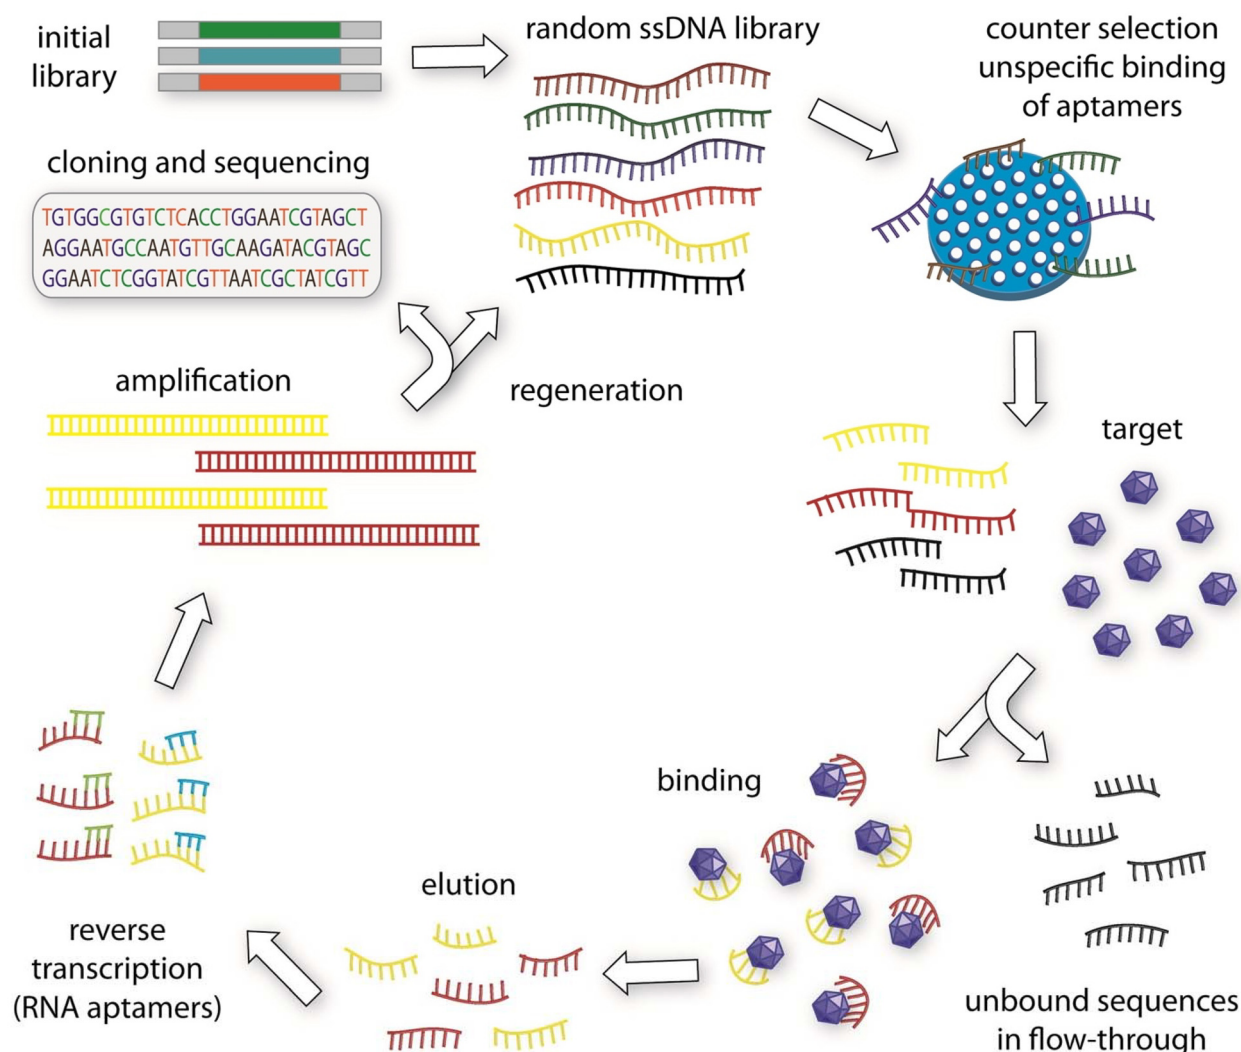 initial
library
random ssDNA library
counter selection
unspecific binding
of aptamers
cloning and sequencing
TGTGGCGTGTCTCACCTGGAATCGTAGCT
AGGAATGCCAATGTTGCAAGATACGTAGC
GGAATCTCGGTATCGTTAATCGCTATCGTT
amplification
regeneration
target
binding
elution
reverse
transcription
(RNA aptamers)
unbound sequences
in flow-through